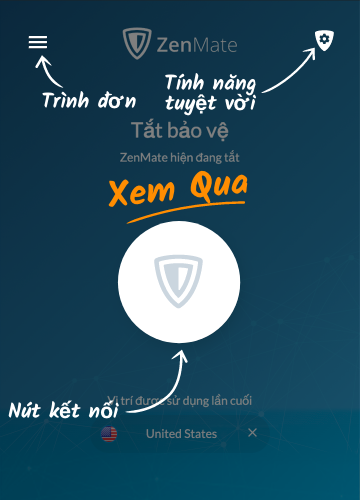 ZenMate
Trình đơn
Tính năng
tuyệt vời
Tắt bảo vệ
ZenMate hiện đang tắt
Xem Qua
Vị trí được sử dụng lần cuối
Nút kết nối
United States